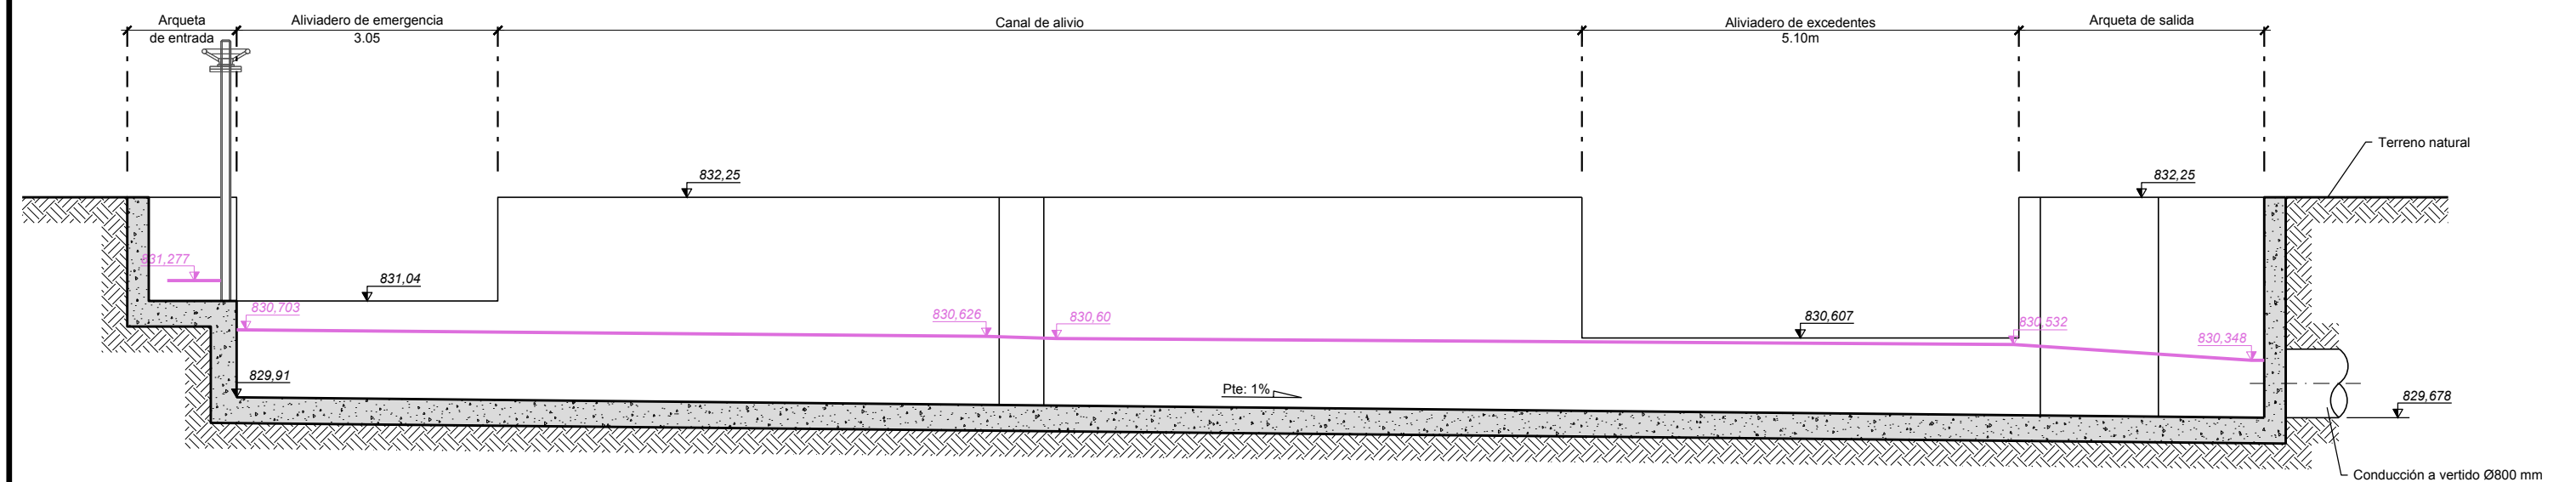 Arqueta
de entrada
Aliviadero de emergencia
3.05
Canal de alivio
Aliviadero de excedentes
5.10m
Arqueta de salida
Terreno natural
832,25
832,25
831,277
831,04
830,703
830,626
830,60
830,607
830,532
830,348
829,91
Pte: 1%
829,678
Conducción a vertido Ø800 mm